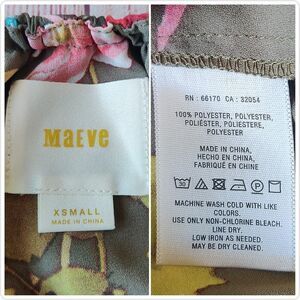 MAEVE
XSMALL
MADE IN CHINA
RN : 66170 CA : 32054
100% POLYESTER, POLYESTER,
POLIÉSTER, POLIESTERE,
POLYESTER
MADE IN CHINA,
HECHO EN CHINA,
FABRIQUÉ EN CHINE
30
MACHINE WASH COLD WITH LIKE
COLORS.
USE ONLY NON-CHLORINE BLEACH.
LINE DRY.
LOW IRON AS NEEDED.
MAY BE DRY CLEANED.